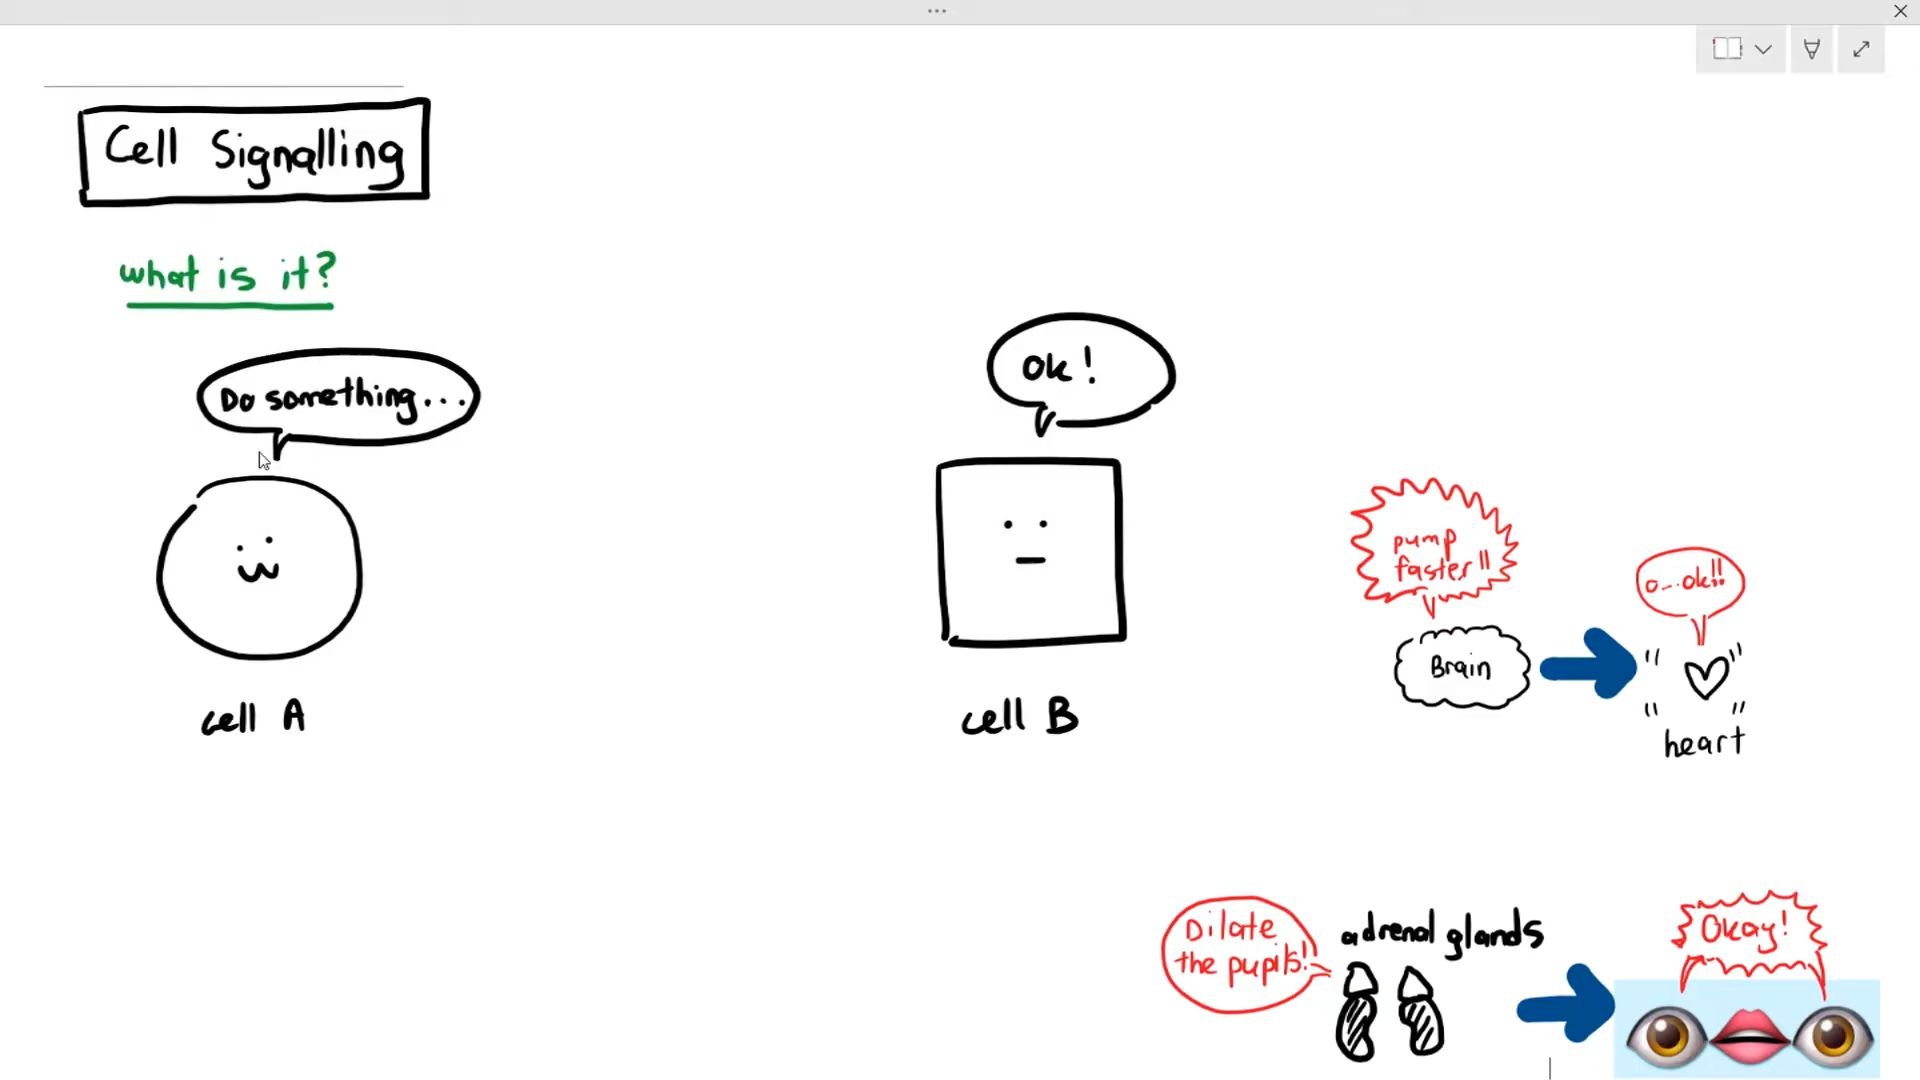 Cell Signalling
what is it?
Do something...
Ok!
cell A
cell B
pump
faster!!
o-..ok!!
Brain
heart
Dilate
the pupils!
adrenal glands
Okay!